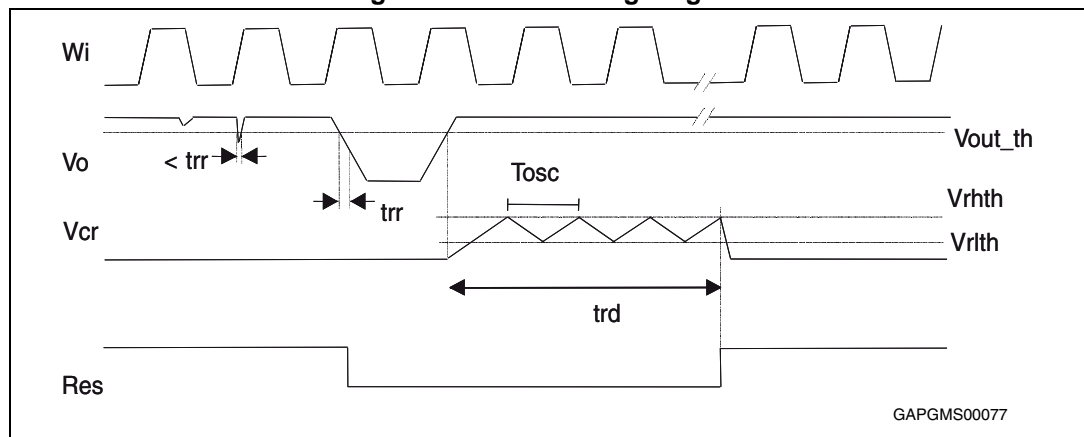 Wi
Vout_th
Vo
< trr
trr
Tosc
Vrhth
Vcr
Vrlth
trd
Res
GAPGMS00077